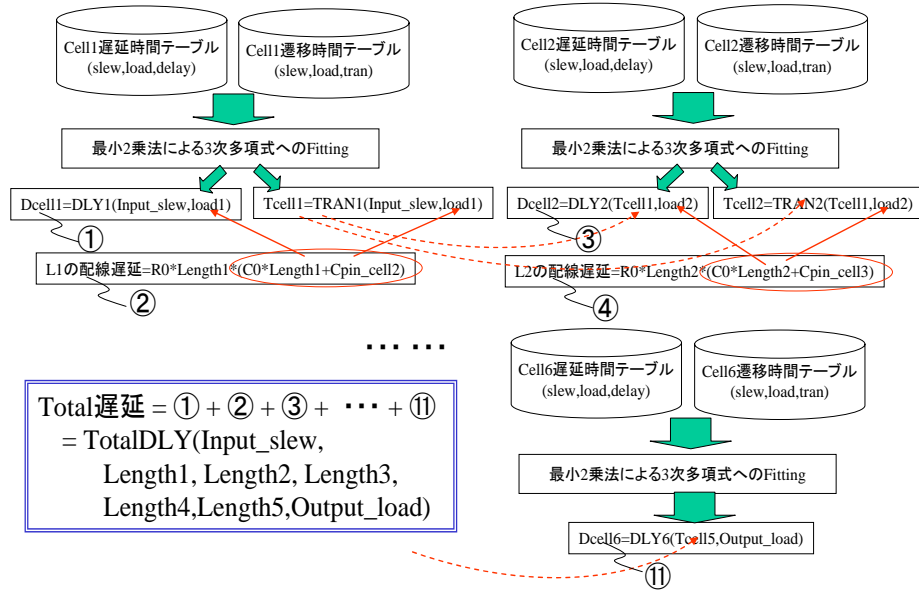 Cell1遅延時間テーブル
(slew,load,delay)
Cell1遷移時間テーブル
(slew,load,tran)
最小2乗法による3次多項式へのFitting
Dcell1=DLY1(Input_slew,load1)
Tcell1=TRAN1(Input_slew,load1)
①
L1の配線遅延=R0*Length1*(C0*Length1+Cpin_cell2)
②
Cell2遅延時間テーブル
(slew,load,delay)
Cell2遷移時間テーブル
(slew,load,tran)
最小2乗法による3次多項式へのFitting
Dcell2=DLY2(Tcell1,load2)
Tcell2=TRAN2(Tcell1,load2)
③
L2の配線遅延=R0*Length2*(C0*Length2+Cpin_cell3)
④
… …
Cell6遅延時間テーブル
(slew,load,delay)
Cell6遷移時間テーブル
(slew,load,tran)
最小2乗法による3次多項式へのFitting
Dcell6=DLY6(Tcell5,Output_load)
⑪
Total遅延 = ① + ② + ③ + … + ⑪
= TotalDLY(Input_slew,
Length1, Length2, Length3,
Length4,Length5,Output_load)